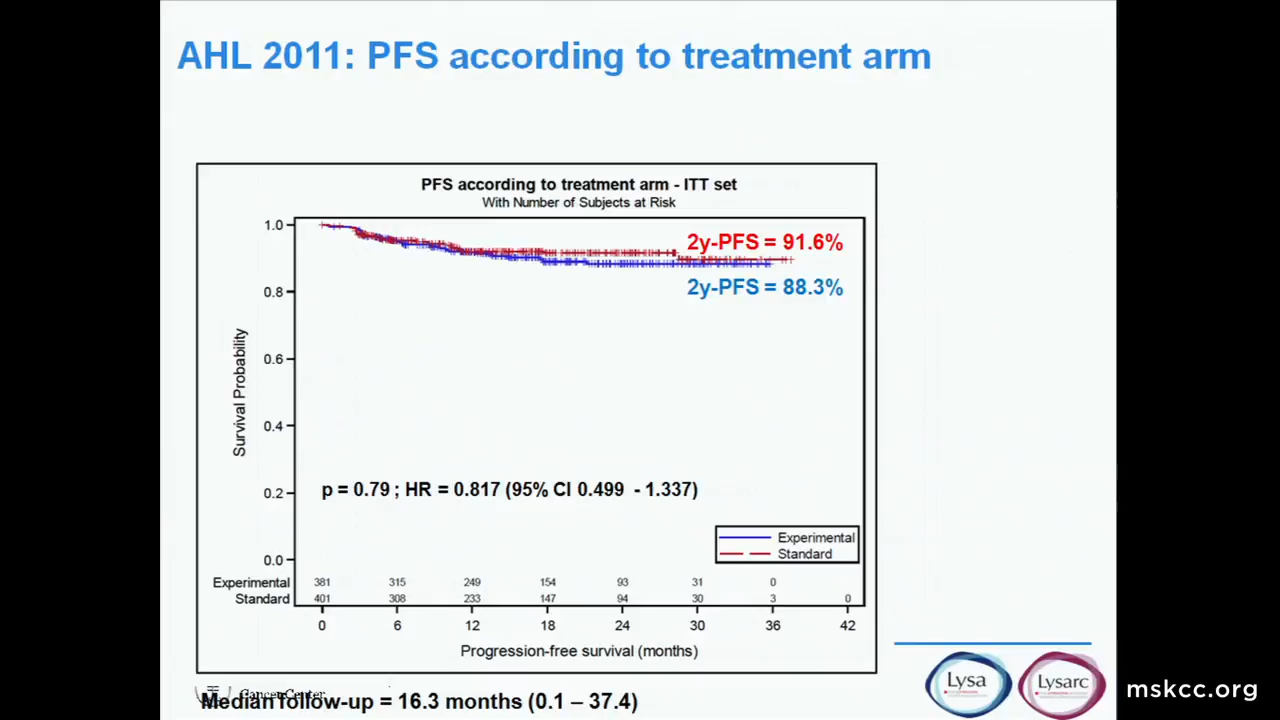 AHL 2011: PFS according to treatment arm
PFS according to treatment arm - ITT set
With Number of Subjects at Risk
1.0
2y-PFS = 91.6%
2y-PFS = 88.3%
0.8
0.6
Survival Probability
0.4
0.2
p = 0.79 ; HR = 0.817 (95% CI 0.499 - 1.337)
0.0
Experimental
Standard
Experimental 381 315 249 154 93 31 0
Standard 401 308 233 147 94 30 3 0
0 6 12 18 24 30 36 42
Progression-free survival (months)
Cancer Center
Median follow-up = 16.3 months (0.1 – 37.4)
Lysa
Lysarc
mskcc.org